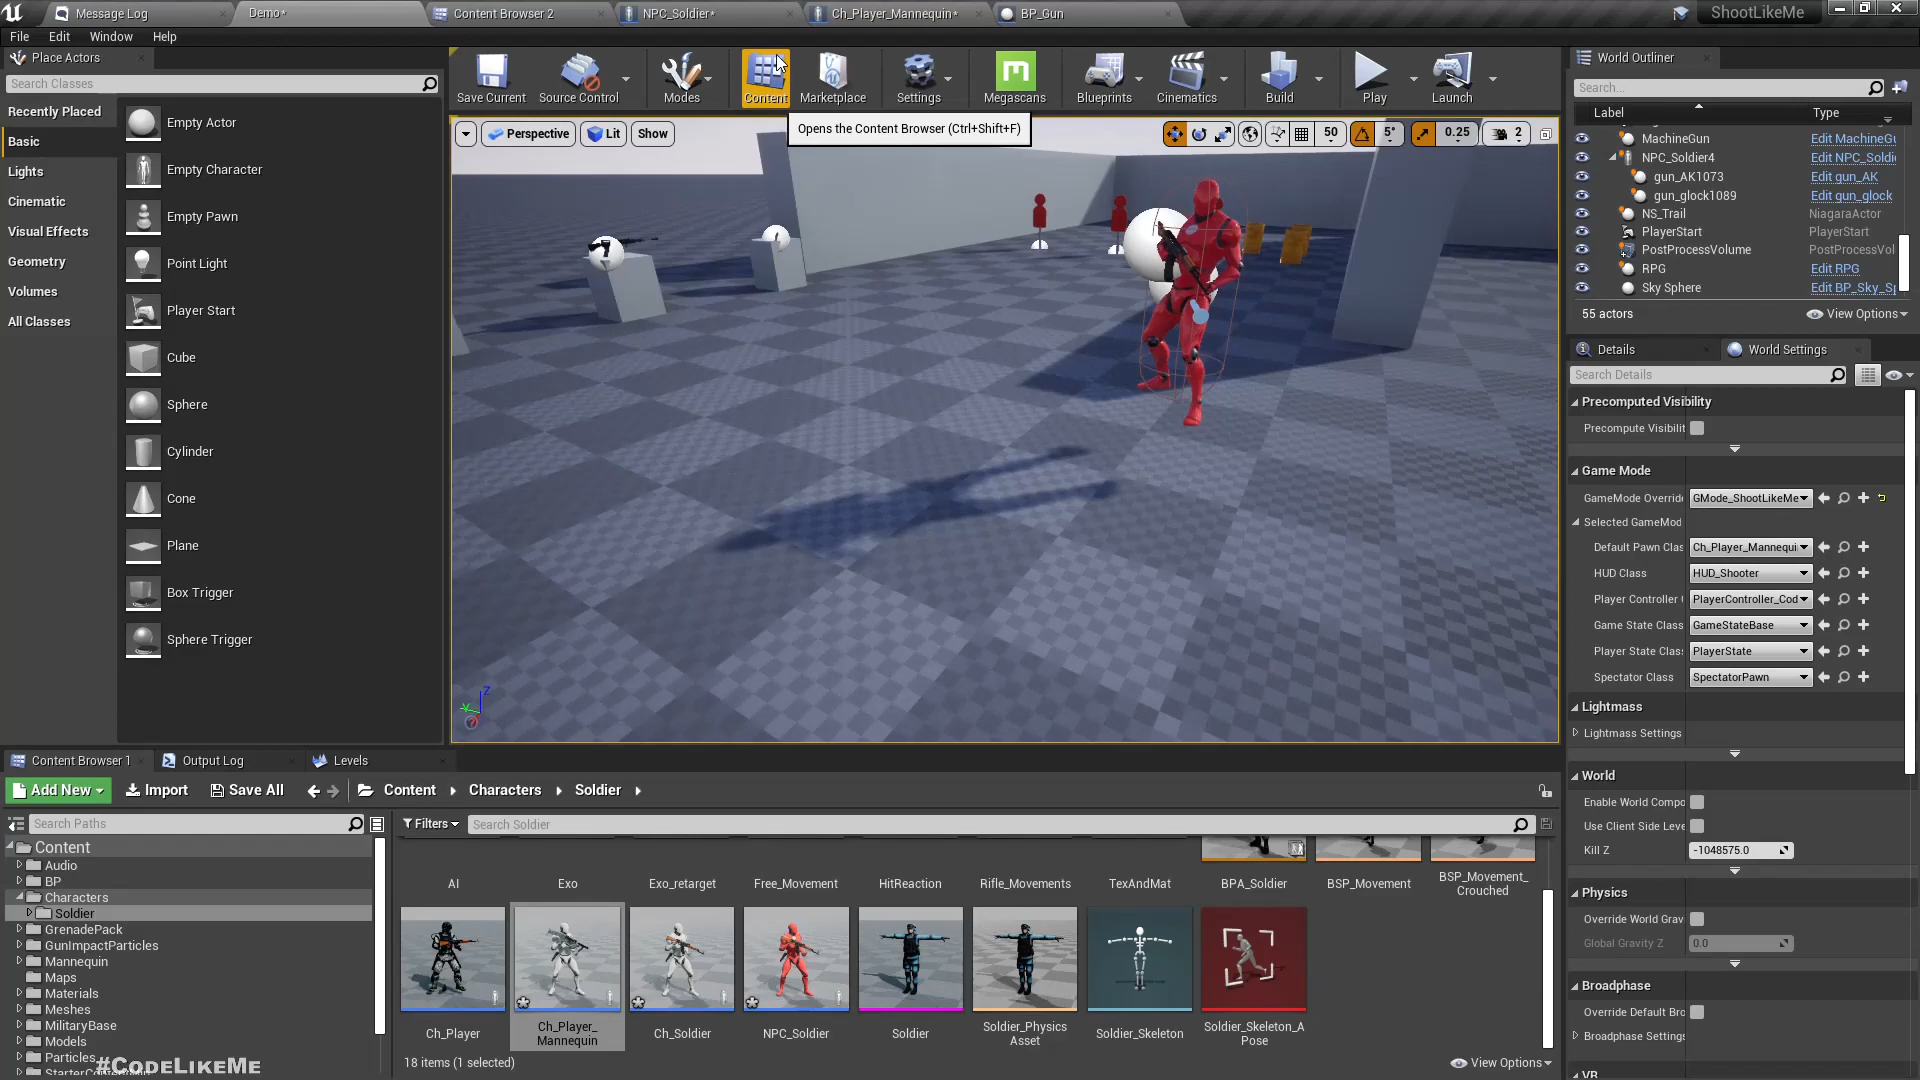 Message Log
Demo*
Content Browser 2
NPC_Soldier*
Ch_Player_Mannequin*
BP_Gun
ShootLikeMe
File Edit Window Help
Place Actors
Search Classes
Recently Placed
Basic
Lights
Cinematic
Visual Effects
Geometry
Volumes
All Classes
Empty Actor
Empty Character
Empty Pawn
Point Light
Player Start
Cube
Sphere
Cylinder
Cone
Plane
Box Trigger
Sphere Trigger
Save Current
Source Control
Modes
Content
Marketplace
Settings
Megascans
Blueprints
Cinematics
Build
Play
Launch
Opens the Content Browser (Ctrl+Shift+F)
Perspective
Lit
Show
50
5°
0.25
2
World Outliner
Search...
Label Type
MachineGun Edit MachineGu
NPC_Soldier4 Edit NPC_Soldie
gun_AK1073 Edit gun_AK
gun_glock1089 Edit gun_glock
NS_Trail NiagaraActor
PlayerStart PlayerStart
PostProcessVolume PostProcessVol
RPG Edit RPG
Sky Sphere Edit BP_Sky_Sp
55 actors
View Options
Details
World Settings
Search Details
Precomputed Visibility
Precompute Visibilit
Game Mode
GameMode Override GMode_ShootLikeMe
Selected GameMod
Default Pawn Clas Ch_Player_Mannequi
HUD Class HUD_Shooter
Player Controller PlayerController_Cod
Game State Class GameStateBase
Player State Clas PlayerState
Spectator Class SpectatorPawn
Lightmass
Lightmass Settings
World
Enable World Compo
Use Client Side Leve
Kill Z -1048575.0
Physics
Override World Grav
Global Gravity Z 0.0
Broadphase
Override Default Bro
Broadphase Settings
VR
Content Browser 1
Output Log
Levels
Add New
Import
Save All
Content
Characters
Soldier
Search Paths
Filters
Search Soldier
Content
Audio
BP
Characters
Soldier
GrenadePack
GunImpactParticles
Mannequin
Maps
Materials
Meshes
MilitaryBase
Models
Particles
#CodeLikeMe
AI
Exo
Exo_retarget
Free_Movement
HitReaction
Rifle_Movements
TexAndMat
BPA_Soldier
BSP_Movement
BSP_Movement_
Crouched
Ch_Player
Ch_Player_
Mannequin
Ch_Soldier
NPC_Soldier
Soldier
Soldier_Physics
Asset
Soldier_Skeleton
Soldier_Skeleton_A
Pose
18 items (1 selected)
View Options